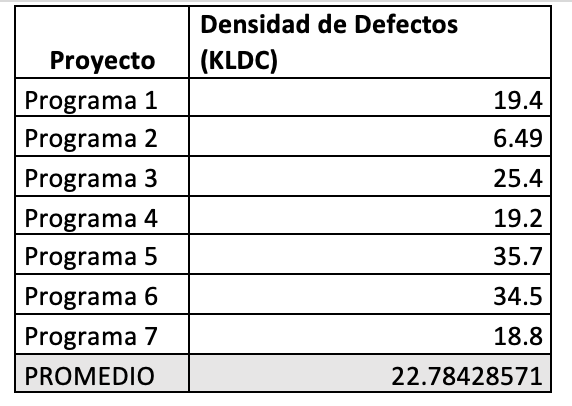 Proyecto Densidad de Defectos (KLDC)
Programa 1 19.4
Programa 2 6.49
Programa 3 25.4
Programa 4 19.2
Programa 5 35.7
Programa 6 34.5
Programa 7 18.8
PROMEDIO 22.78428571